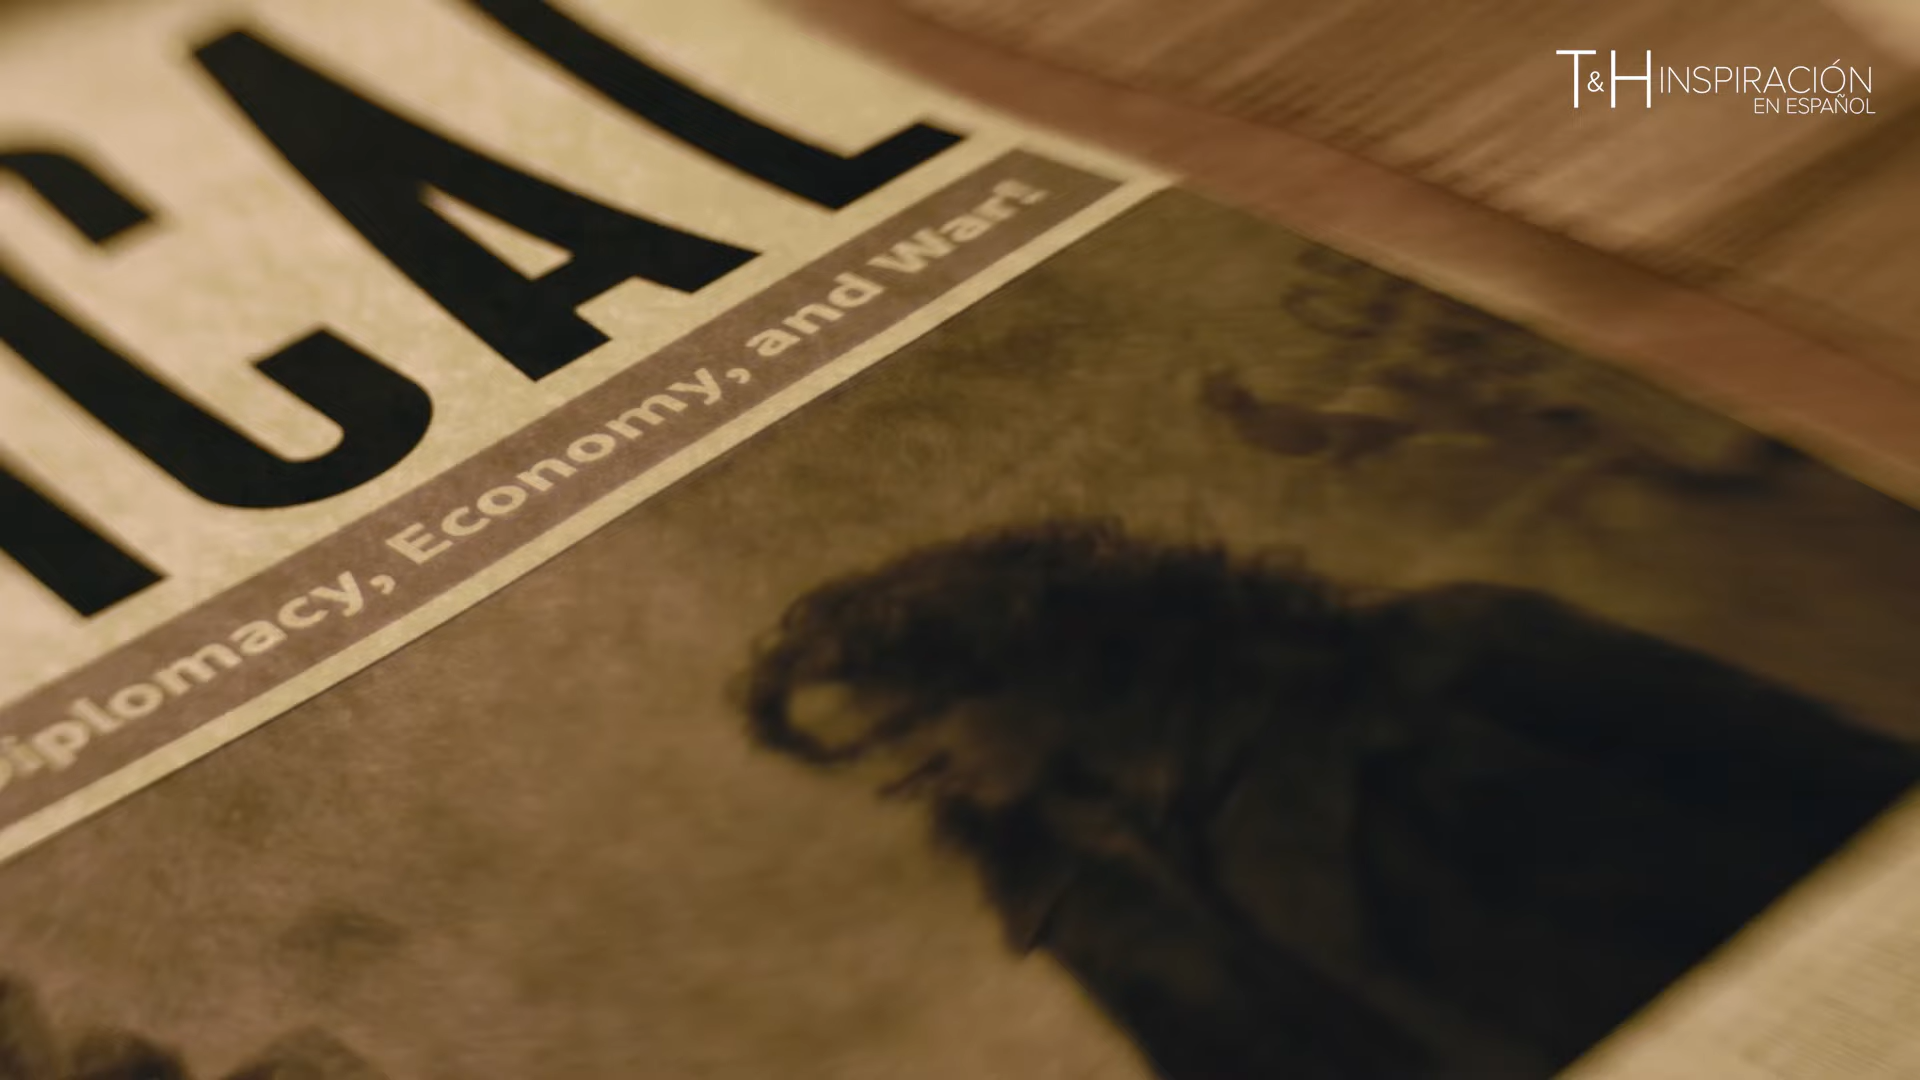 T&H INSPIRACIÓN
EN ESPAÑOL
ICAL
Diplomacy, Economy, and War!